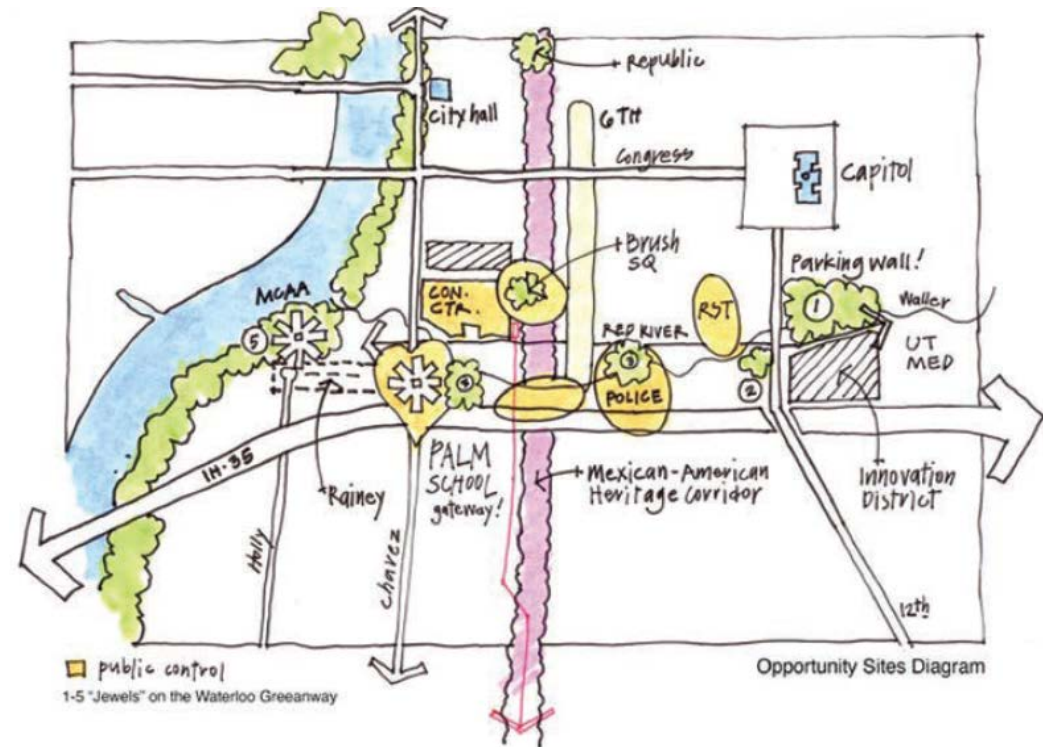 + Republic
City hall
6TH
Congress
Capitol
+ Brush
SQ
Parking Wall!
MCAA
CON.
CTR.
RST
1
Waller
RED RIVER
UT
MED
5
4
3
POLICE
2
IH-35
Rainey
PALM
SCHOOL
gateway!
+ Mexican-American
Heritage Corridor
Innovation
District
Holly
Chavez
12th
public control
1-5 "Jewels" on the Waterloo Greeanway
Opportunity Sites Diagram